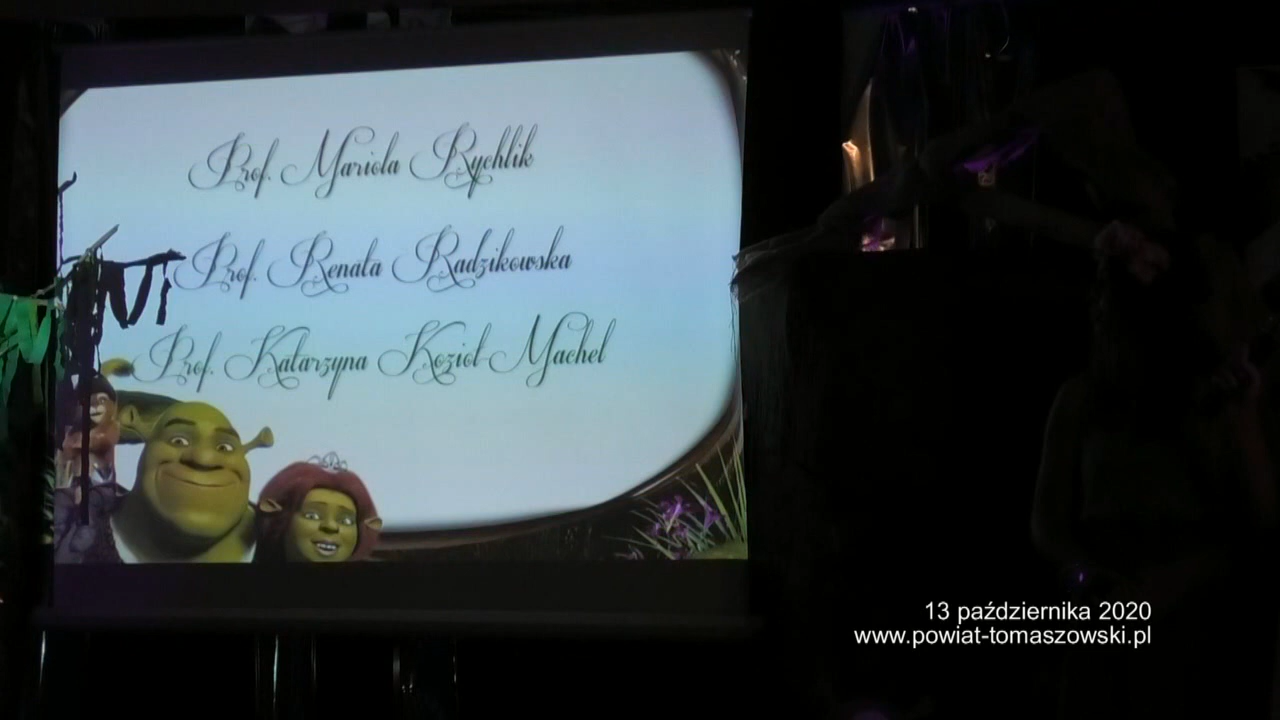 Prof. Mariola Rychlik
Prof. Renata Radzikowska
Prof. Katarzyna Kozioł-Machel
13 października 2020
www.powiat-tomaszowski.pl